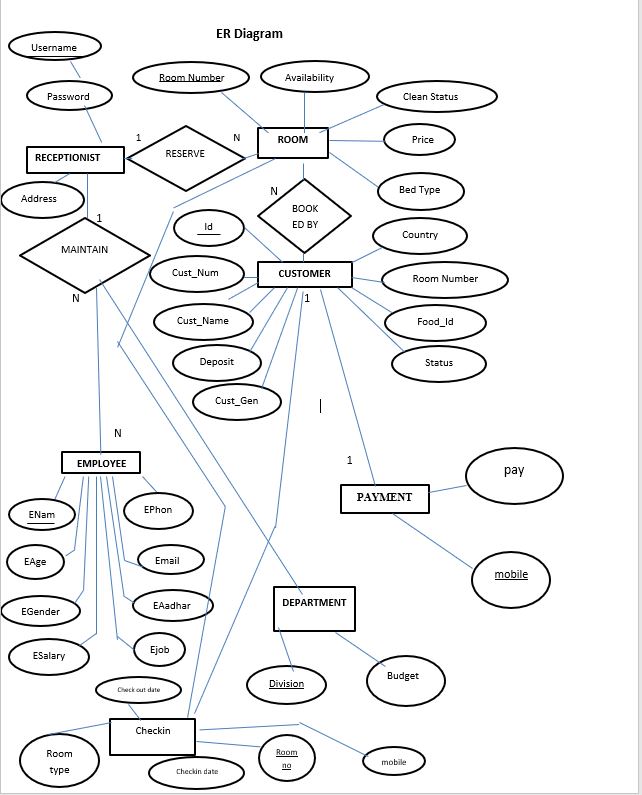 ER Diagram
Username
Room Number
Availability
Password
Clean Status
1
N
RECEPTIONIST
RESERVE
ROOM
Price
Address
N
Bed Type
1
BOOK
ED BY
Id
Country
MAINTAIN
Cust_Num
CUSTOMER
Room Number
N
1
Cust_Name
Food_Id
Deposit
Status
Cust_Gen
N
1
EMPLOYEE
PAYMENT
pay
ENam
EPhon
EAge
Email
mobile
EGender
EAadhar
DEPARTMENT
ESalary
Ejob
Budget
Check out date
Division
Checkin
Room
type
Room
no
mobile
Checkin date